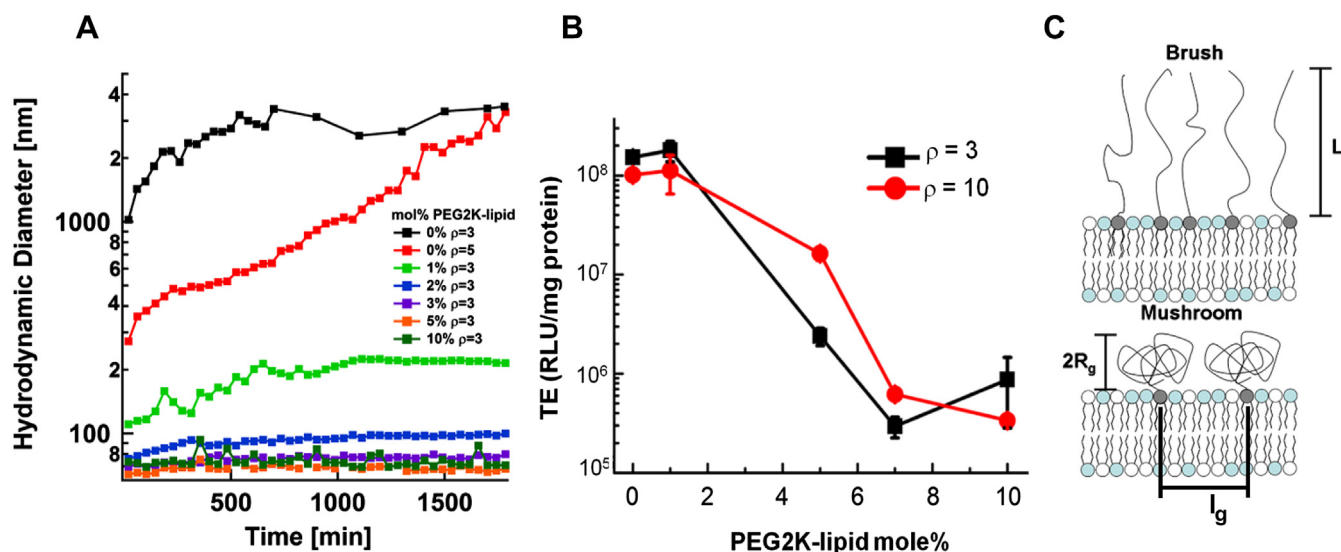 A
Hydrodynamic Diameter [nm]
4
2
1000
8
6
4
2
100
8
500
1000
1500
Time [min]
mol% PEG2K-lipid
0% ρ=3
0% ρ=5
1% ρ=3
2% ρ=3
3% ρ=3
5% ρ=3
10% ρ=3
B
TE (RLU/mg protein)
10⁸
10⁷
10⁶
10⁵
0
2
4
6
8
10
PEG2K-lipid mole%
ρ = 3
ρ = 10
C
Brush
L
Mushroom
2Rg
lg